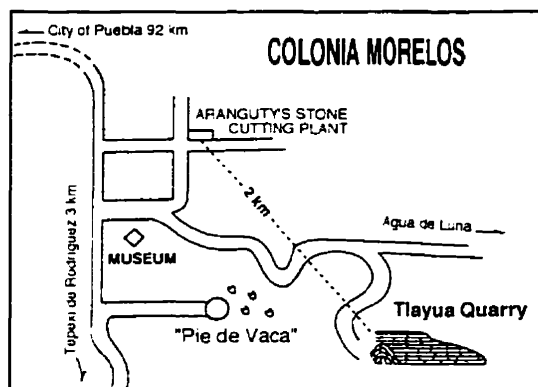 City of Puebla 92 km
COLONIA MORELOS
ARANGUTY'S STONE
CUTTING PLANT
2 km
Tepexi de Rodriguez 3 km
Agua de Luna
MUSEUM
Tlayua Quarry
"Pie de Vaca"